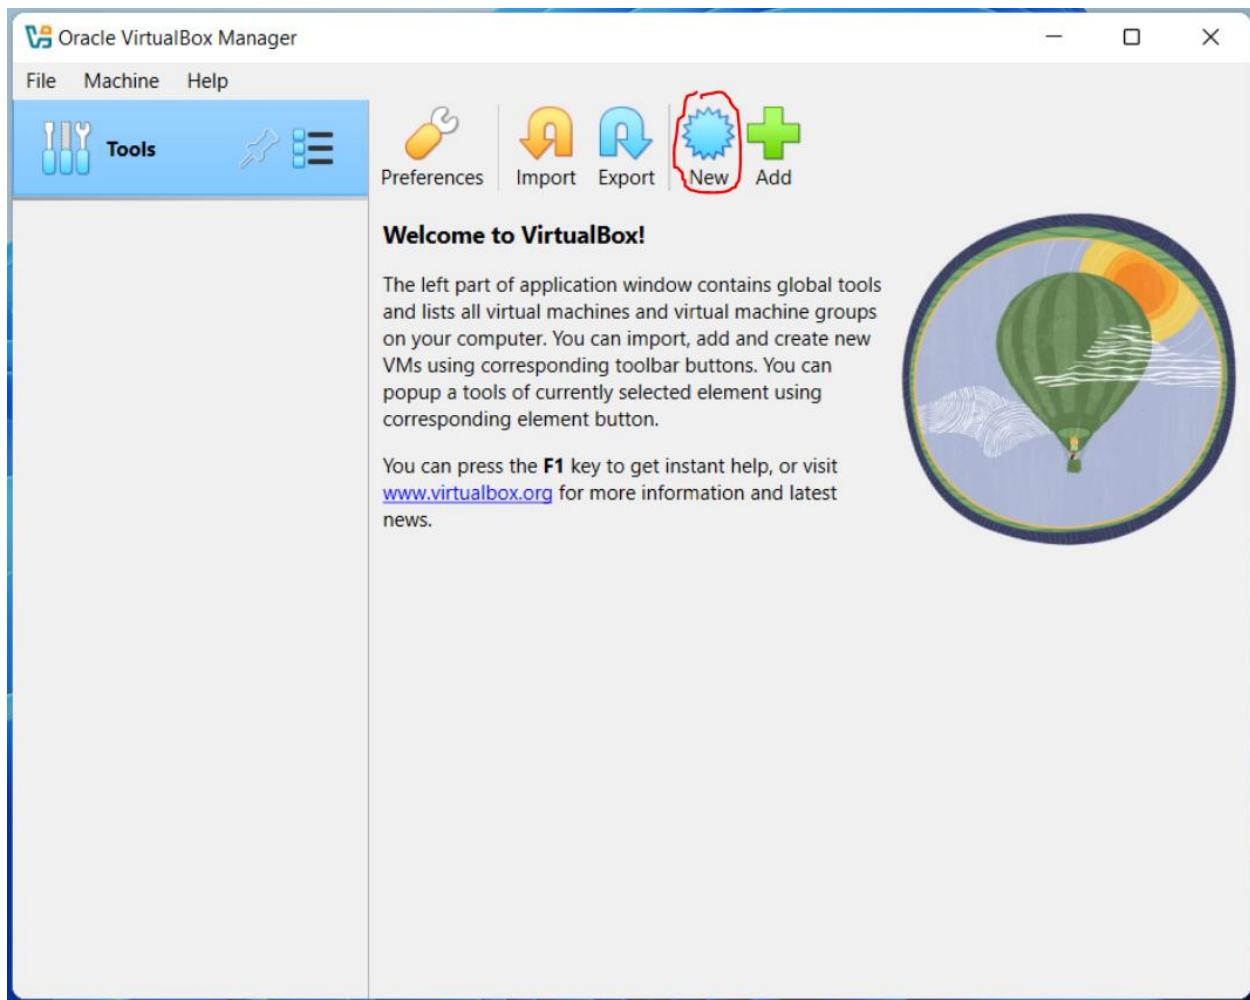 Oracle VirtualBox Manager
File Machine Help
Tools
Preferences Import Export New Add
Welcome to VirtualBox!
The left part of application window contains global tools
and lists all virtual machines and virtual machine groups
on your computer. You can import, add and create new
VMs using corresponding toolbar buttons. You can
popup a tools of currently selected element using
corresponding element button.
You can press the F1 key to get instant help, or visit
www.virtualbox.org for more information and latest
news.